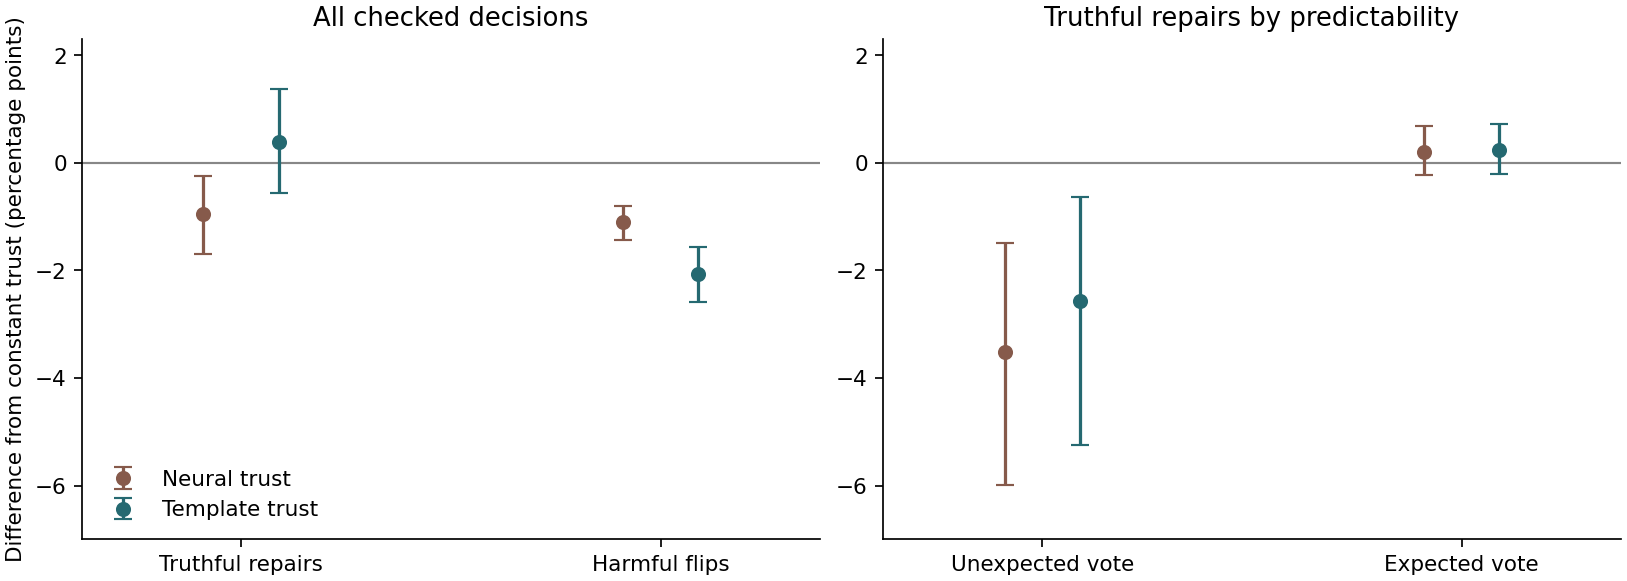 All checked decisions
Difference from constant trust (percentage points)
2
0
−2
−4
−6
Neural trust
Template trust
Truthful repairs
Harmful flips
Truthful repairs by predictability
2
0
−2
−4
−6
Unexpected vote
Expected vote